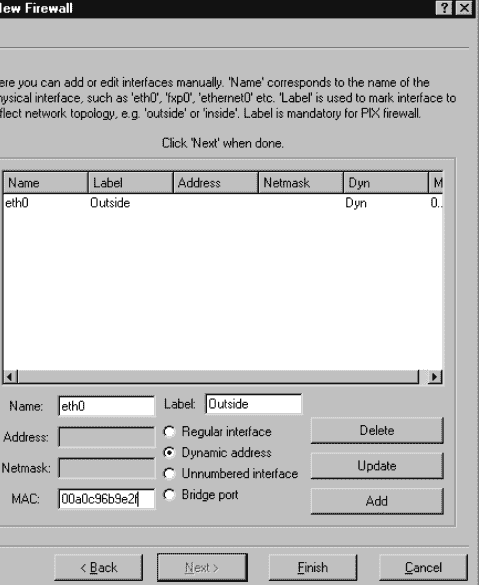 New Firewall
ere you can add or edit interfaces manually. 'Name' corresponds to the name of the
hysical interface, such as 'eth0', 'fxp0', 'ethernet0' etc. 'Label' is used to mark interface to
eflect network topology, e.g. 'outside' or 'inside'. Label is mandatory for PIX firewall.
Click 'Next' when done.
Name Label Address Netmask Dyn M
eth0 Outside Dyn 0..
Name: eth0 Label: Outside
Address: Regular interface Delete
Dynamic address
Netmask: Unnumbered interface Update
MAC: 00a0c96b9e2f Bridge port Add
< Back Next > Finish Cancel